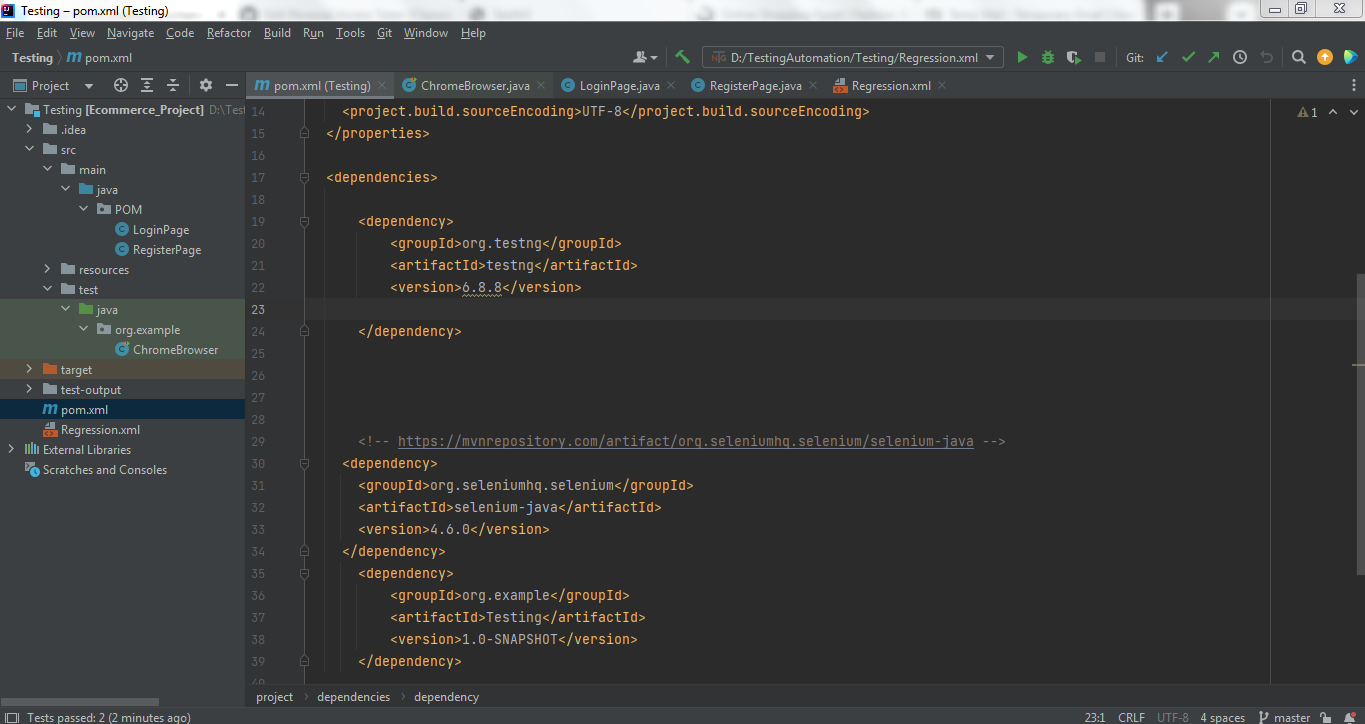 Testing – pom.xml (Testing)
File Edit View Navigate Code Refactor Build Run Tools Git Window Help
Testing pom.xml D:/TestingAutomation/Testing/Regression.xml Git:
Project pom.xml (Testing) ChromeBrowser.java LoginPage.java RegisterPage.java Regression.xml
Testing [Ecommerce_Project] D:\Test
.idea
src
main
java
POM
LoginPage
RegisterPage
resources
test
java
org.example
ChromeBrowser
target
test-output
pom.xml
Regression.xml
External Libraries
Scratches and Consoles
1
14 <project.build.sourceEncoding>UTF-8</project.build.sourceEncoding>
15 </properties>
16
17 <dependencies>
18
19 <dependency>
20 <groupId>org.testng</groupId>
21 <artifactId>testng</artifactId>
22 <version>6.8.8</version>
23
24 </dependency>
25
26
27
28
29 <!-- https://mvnrepository.com/artifact/org.seleniumhq.selenium/selenium-java -->
30 <dependency>
31 <groupId>org.seleniumhq.selenium</groupId>
32 <artifactId>selenium-java</artifactId>
33 <version>4.6.0</version>
34 </dependency>
35 <dependency>
36 <groupId>org.example</groupId>
37 <artifactId>Testing</artifactId>
38 <version>1.0-SNAPSHOT</version>
39 </dependency>
project dependencies dependency
Tests passed: 2 (2 minutes ago) 23:1 CRLF UTF-8 4 spaces master